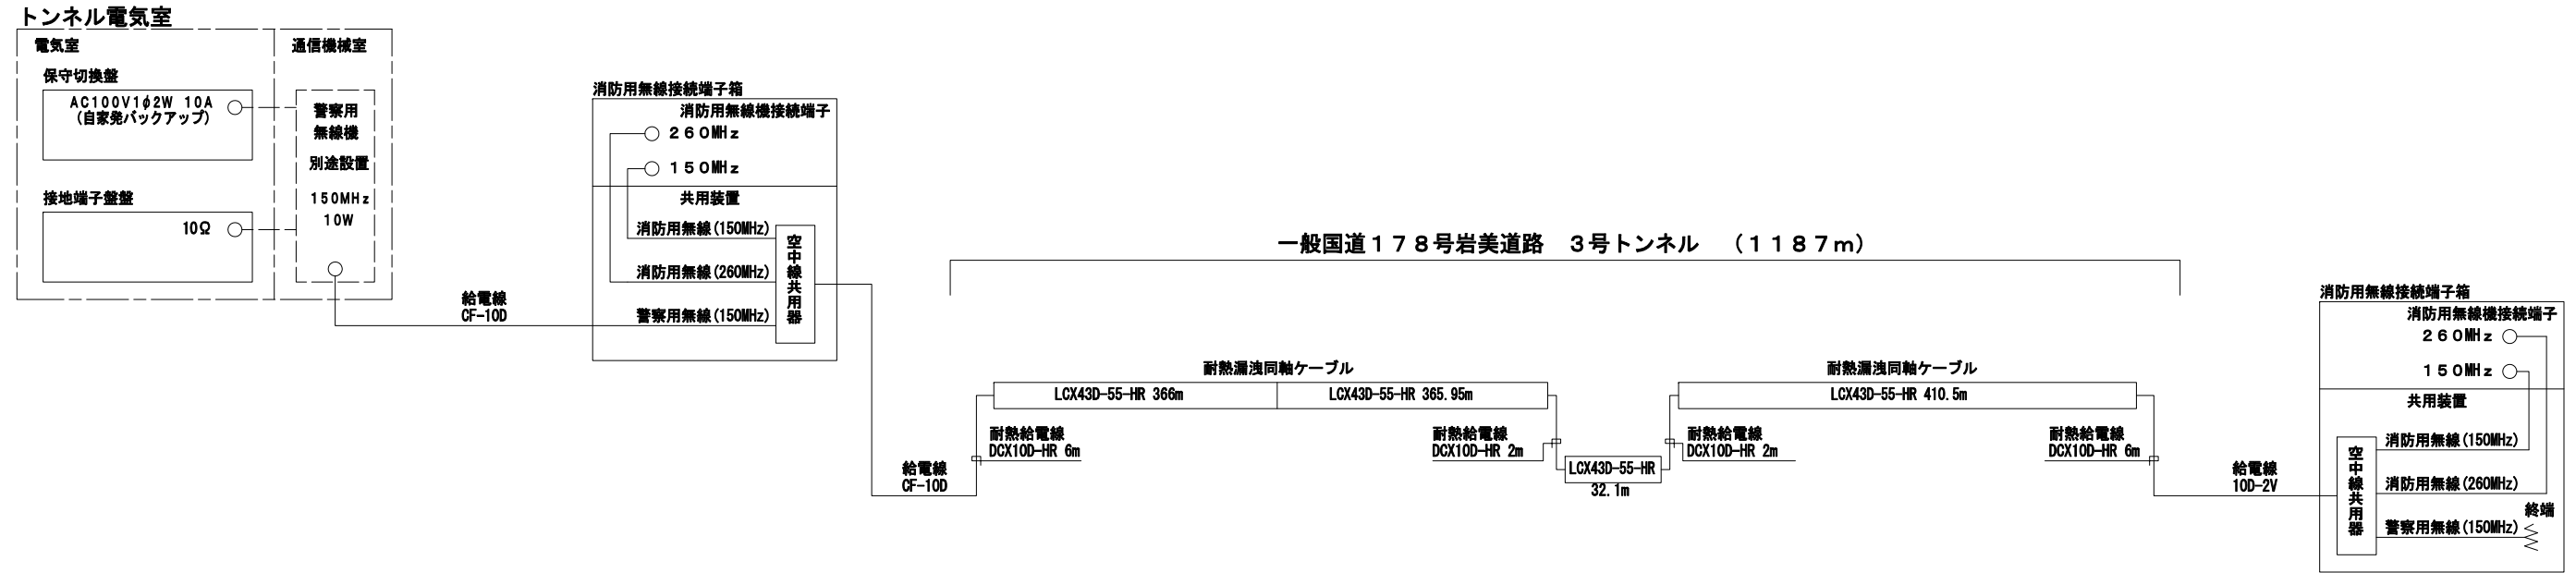 トンネル電気室
電気室
通信機械室
保守切換盤
AC100V1φ2W 10A
(自家発バックアップ)
警察用
無線機
別途設置
150MHz
10W
接地端子盤盤
10Ω
給電線
CF-10D
消防用無線接続端子箱
消防用無線機接続端子
260MHz
150MHz
共用装置
消防用無線(150MHz)
消防用無線(260MHz)
警察用無線(150MHz)
空中線共用器
給電線
CF-10D
一般国道178号岩美道路 3号トンネル (1187m)
耐熱漏洩同軸ケーブル
LCX43D-55-HR 366m
LCX43D-55-HR 365.95m
耐熱給電線
DCX10D-HR 6m
耐熱給電線
DCX10D-HR 2m
LCX43D-55-HR
32.1m
耐熱漏洩同軸ケーブル
LCX43D-55-HR 410.5m
耐熱給電線
DCX10D-HR 2m
耐熱給電線
DCX10D-HR 6m
給電線
10D-2V
消防用無線接続端子箱
消防用無線機接続端子
260MHz
150MHz
共用装置
消防用無線(150MHz)
消防用無線(260MHz)
警察用無線(150MHz)
空中線共用器
終端